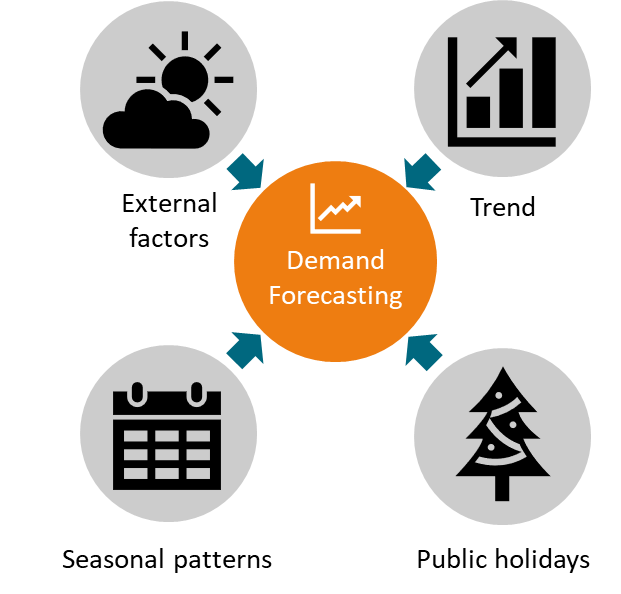 External
factors
Trend
Demand
Forecasting
Seasonal patterns
Public holidays